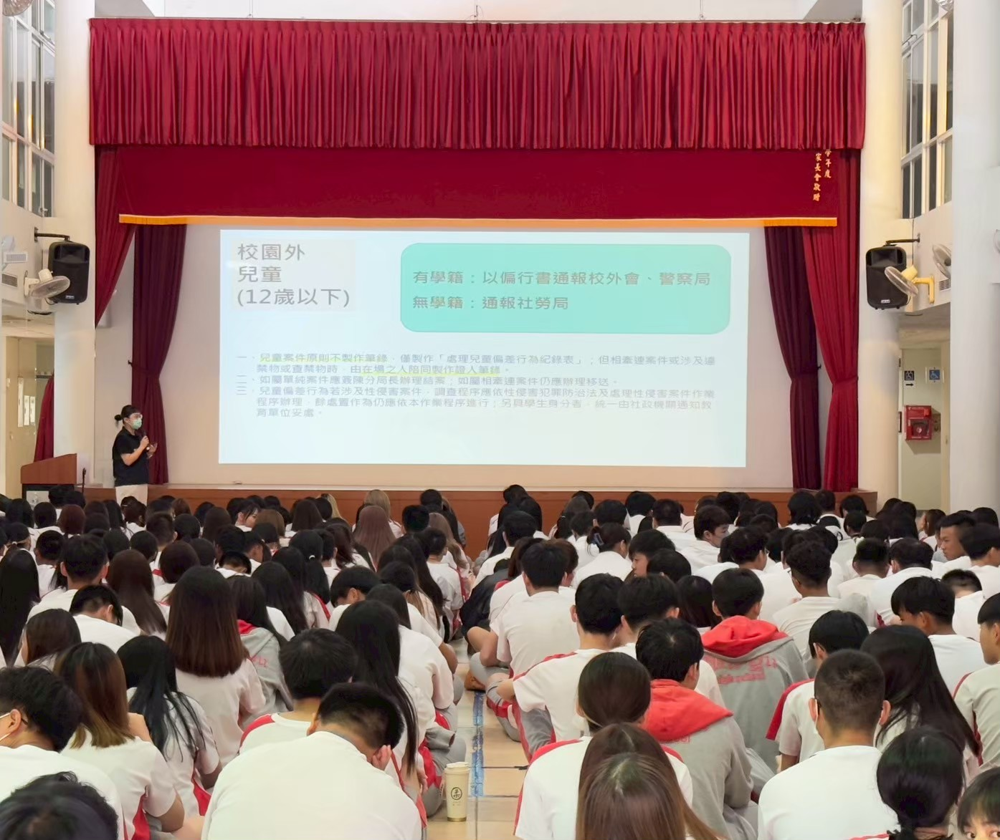 學年度
家長會敬贈
校園外
兒童
(12歲以下)
有學籍：以偏行書通報校外會、警察局
無學籍：通報社勞局
一、兒童案件原則不製作筆錄，僅製作「處理兒童偏差行為紀錄表」；但相牽連案件或涉及違
禁物或查禁物時，由在場之人陪同製作證人筆錄。
二、如屬單純案件應簽陳分局長辦理結案；如屬相牽連案件仍應辦理移送。
三、兒童偏差行為若涉及性侵害案件，調查程序應依性侵害犯罪防治法及處理性侵害案件作業
程序辦理，餘處置作為仍應依本作業程序進行；另具學生身分者，統一由社政機關通知教
育單位妥處。